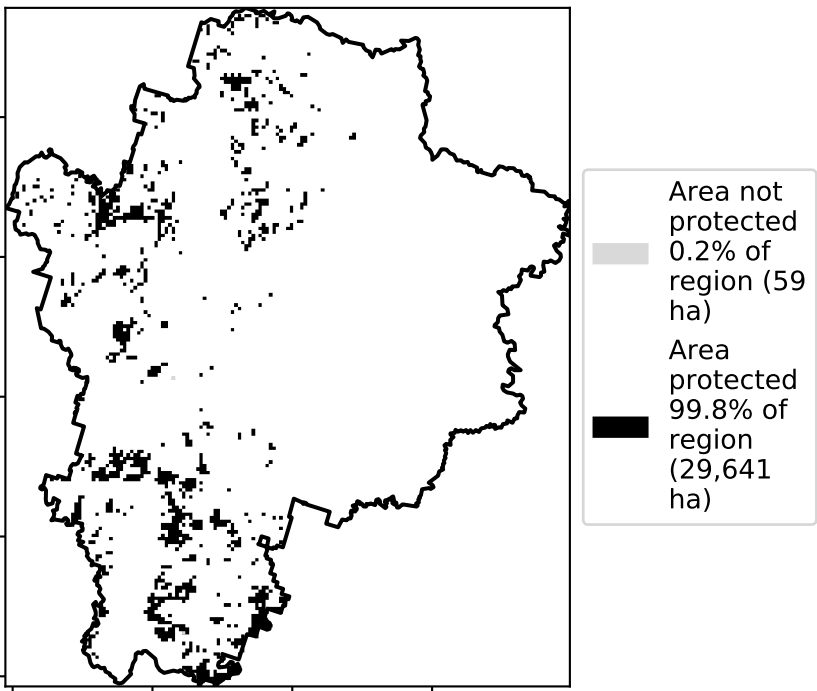 Area not
protected
0.2% of
region (59
ha)
Area
protected
99.8% of
region
(29,641
ha)